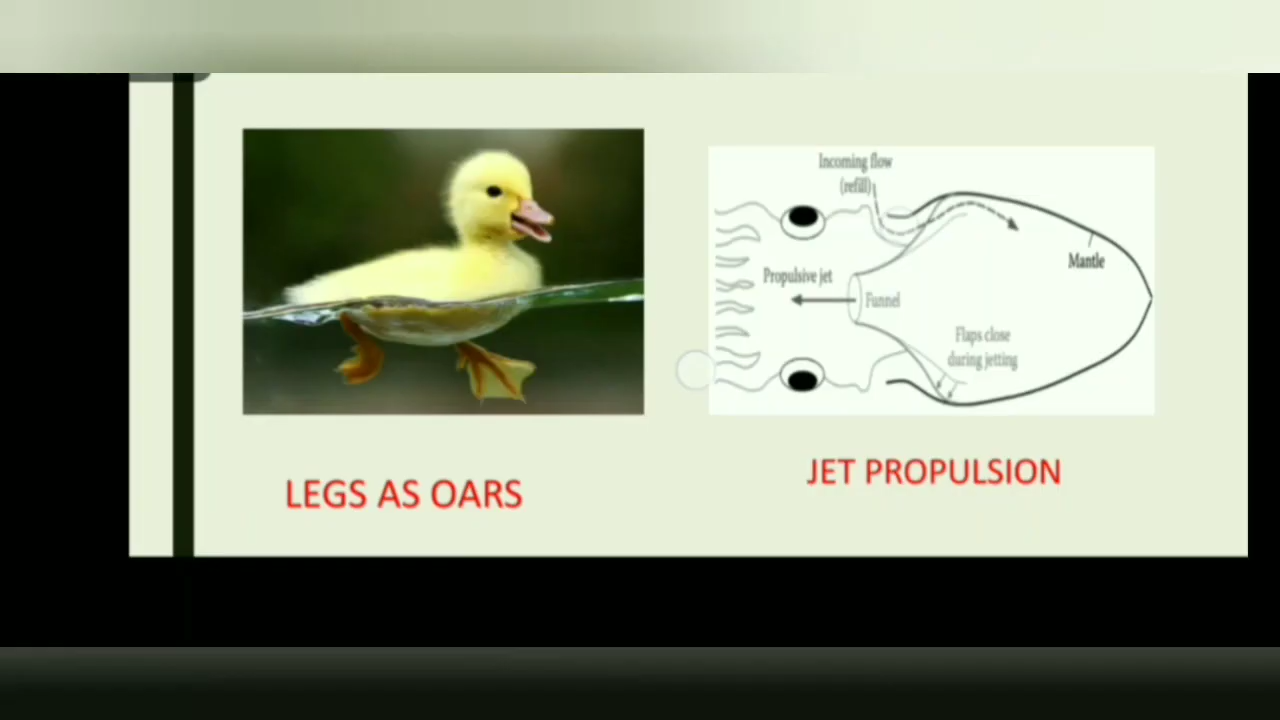 Incoming flow
(refill)
Mantle
Propulsive jet
Funnel
Flaps close
during jetting
LEGS AS OARS
JET PROPULSION